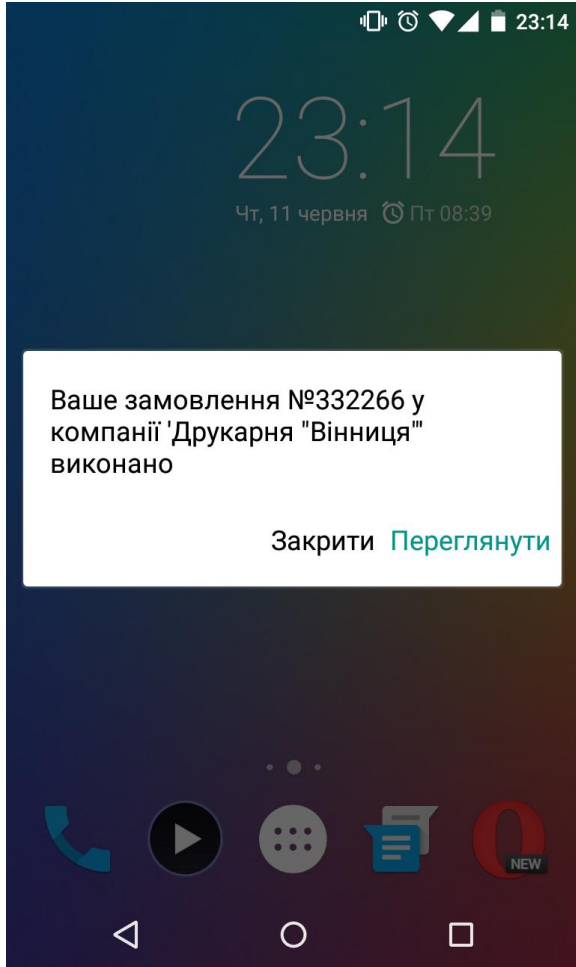 23:14
23:14
Чт, 11 червня Пт 08:39
Ваше замовлення №332266 у
компанії 'Друкарня "Вінниця"'
виконано
Закрити Переглянути
NEW